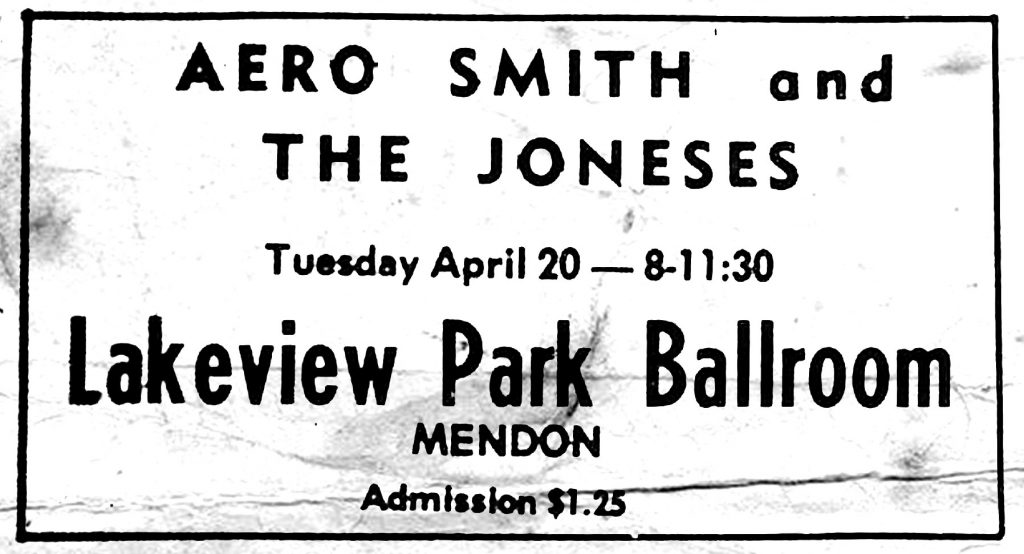 AERO SMITH and
THE JONESES
Tuesday April 20 — 8-11:30
Lakeview Park Ballroom
MENDON
Admission $1.25